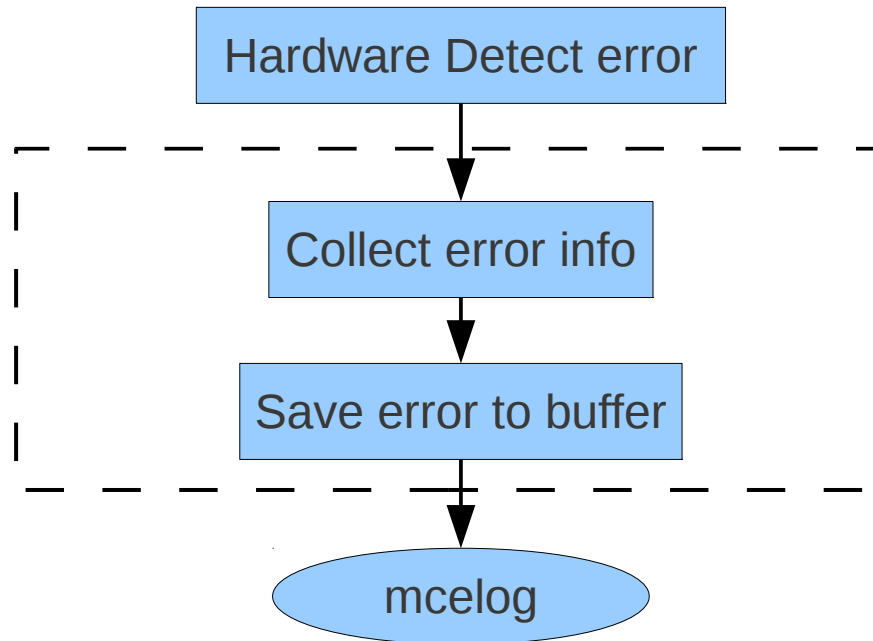 Hardware Detect error
Collect error info
Save error to buffer
mcelog